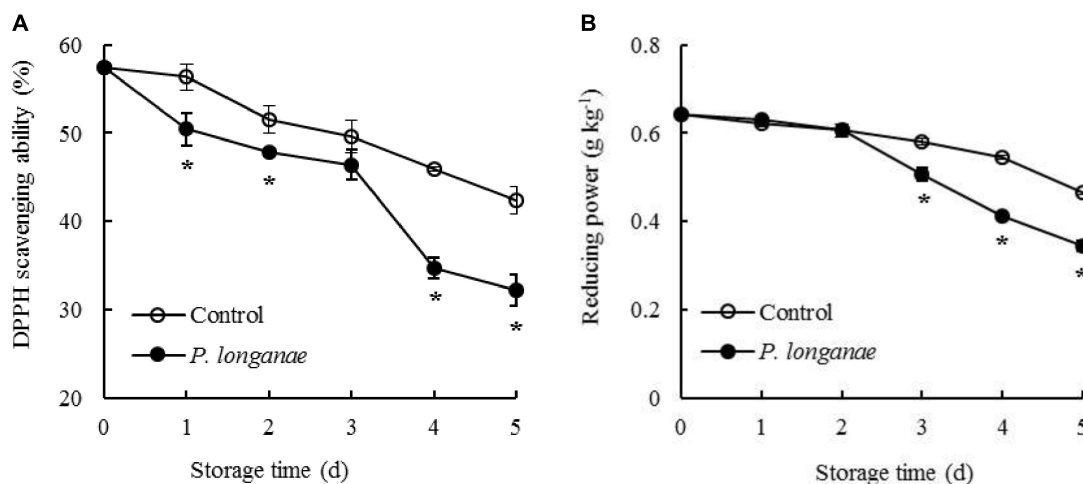 A
DPPH scavenging ability (%)
60
50
40
30
20
0 1 2 3 4 5
Storage time (d)
Control
P. longanae
* * * *
B
Reducing power (g kg⁻¹)
0.8
0.6
0.4
0.2
0
0 1 2 3 4 5
Storage time (d)
Control
P. longanae
* * *